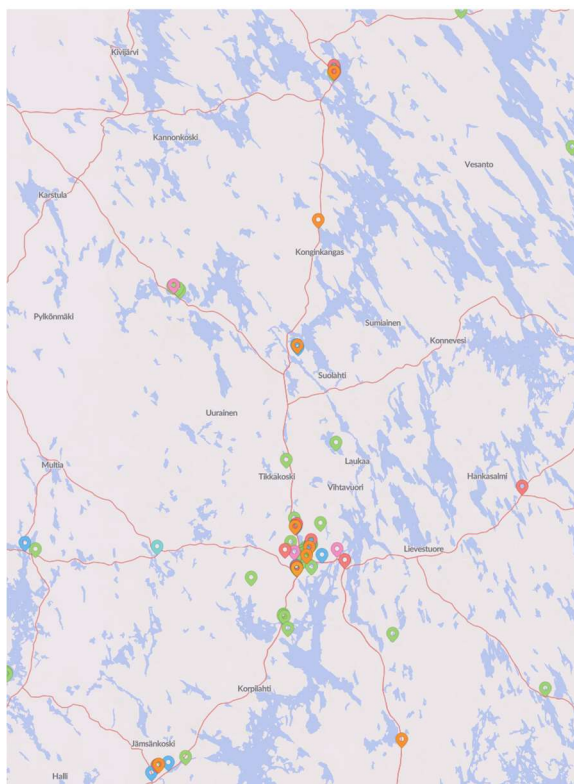 Kivijärvi
Kannonkoski
Vesanto
Karstula
Konginkangas
Pylkönmäki
Sumiainen
Konnevesi
Suolahti
Uurainen
Laukaa
Multia
Tikkakoski
Hankasalmi
Vihtavuori
Lievestuore
Korpilahti
Jämsänkoski
Halli